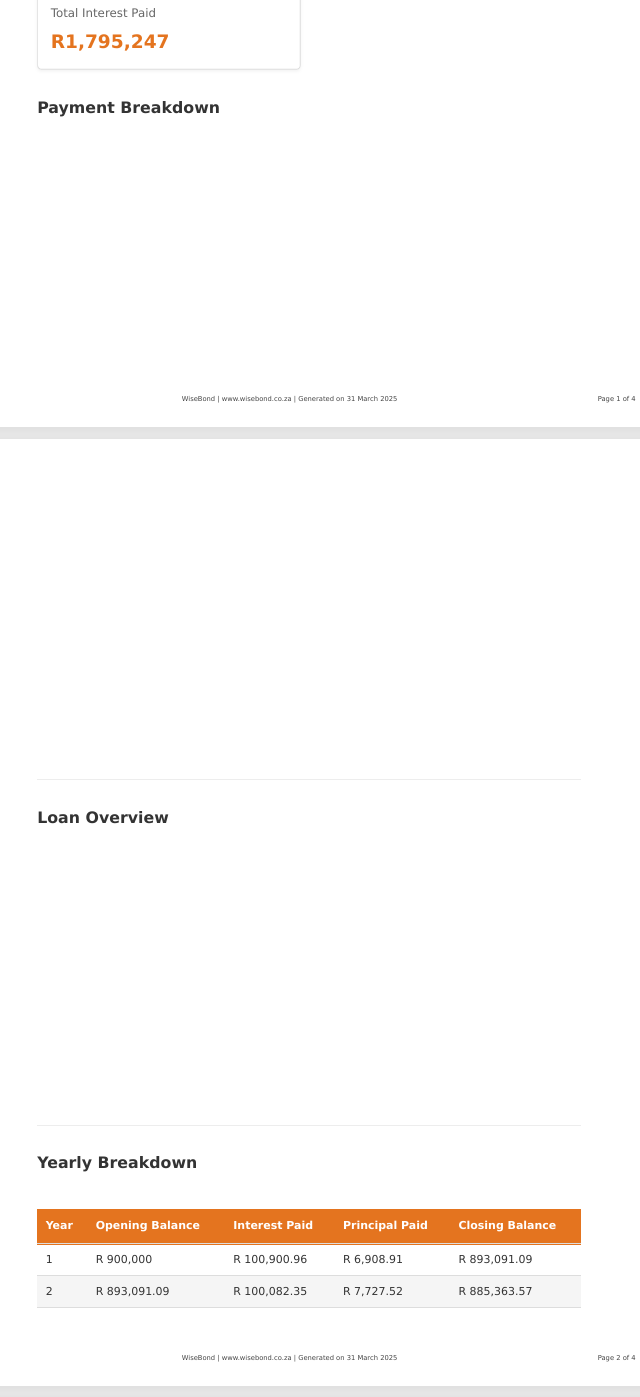 Total Interest Paid
R1,795,247
Payment Breakdown
WiseBond | www.wisebond.co.za | Generated on 31 March 2025 Page 1 of 4
Loan Overview
Yearly Breakdown
Year Opening Balance Interest Paid Principal Paid Closing Balance
1 R 900,000 R 100,900.96 R 6,908.91 R 893,091.09
2 R 893,091.09 R 100,082.35 R 7,727.52 R 885,363.57
WiseBond | www.wisebond.co.za | Generated on 31 March 2025 Page 2 of 4